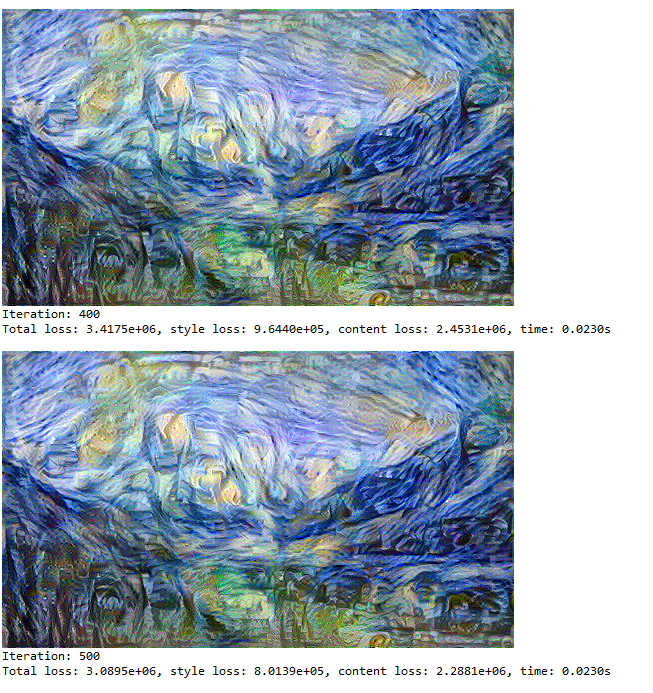 Iteration: 400
Total loss: 3.4175e+06, style loss: 9.6440e+05, content loss: 2.4531e+06, time: 0.0230s
Iteration: 500
Total loss: 3.0895e+06, style loss: 8.0139e+05, content loss: 2.2881e+06, time: 0.0230s